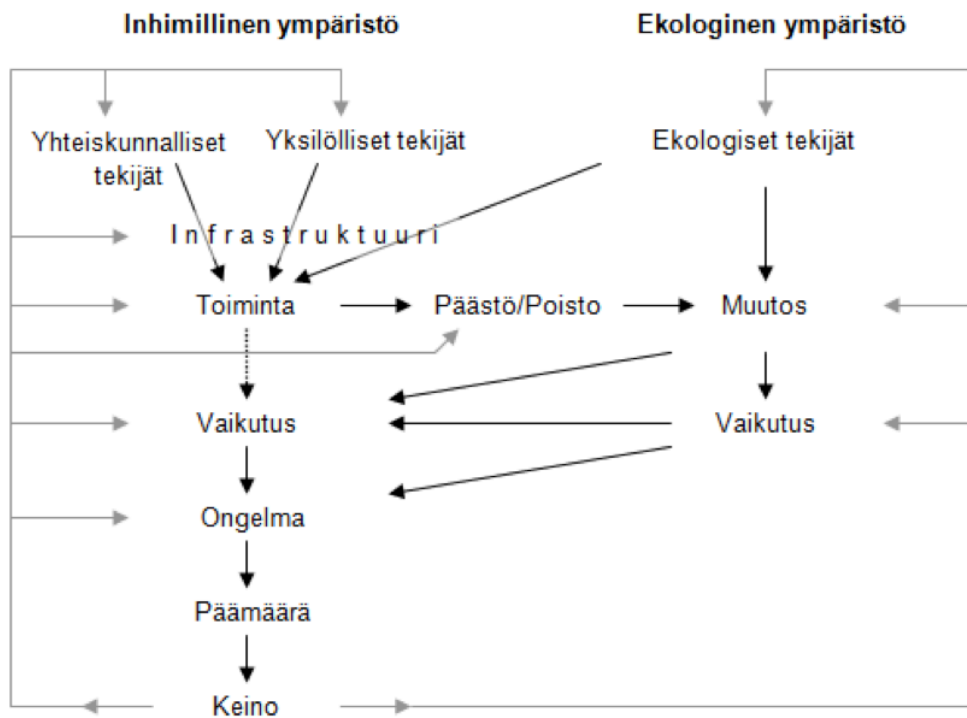 Inhimillinen ympäristö
Ekologinen ympäristö
Yhteiskunnalliset
tekijät
Yksilölliset tekijät
Ekologiset tekijät
Infrastruktuuri
Toiminta
Päästö/Poisto
Muutos
Vaikutus
Vaikutus
Ongelma
Päämäärä
Keino